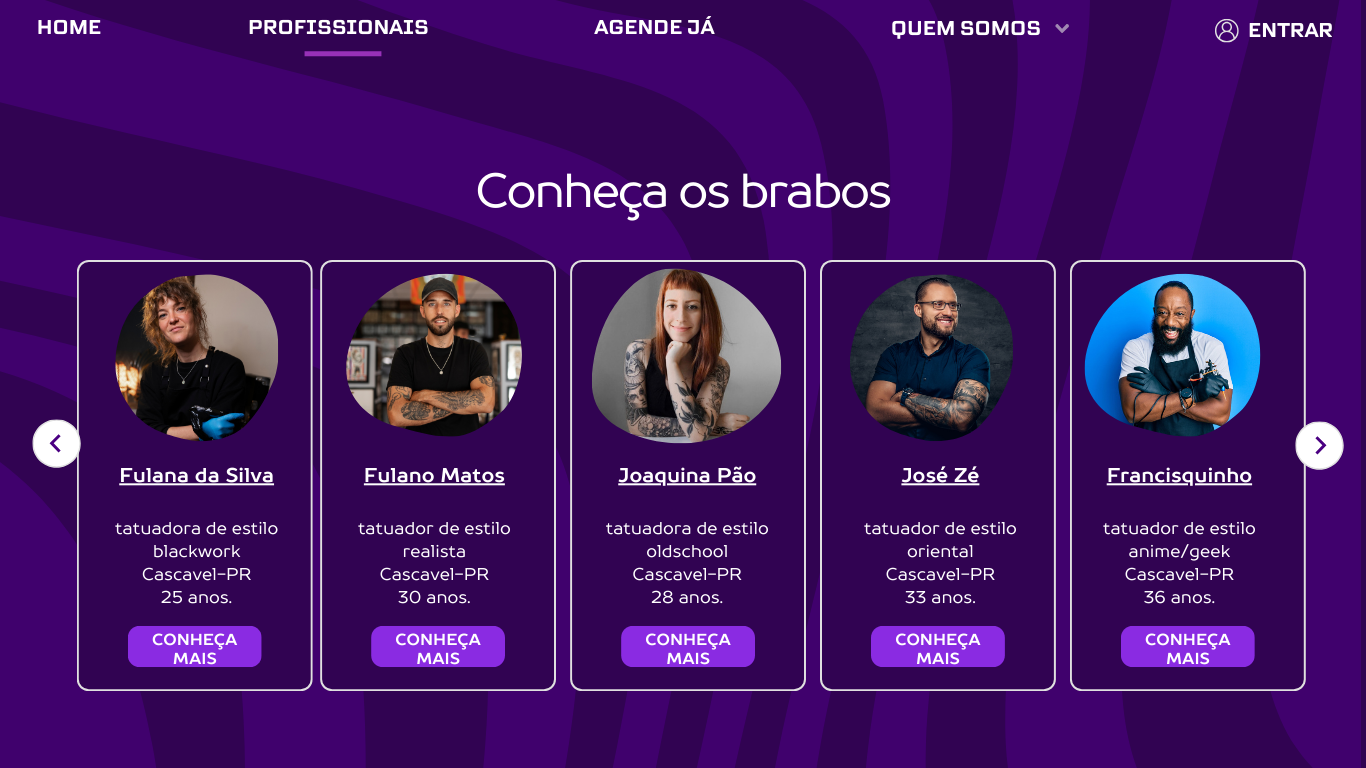 HOME
PROFISSIONAIS
AGENDE JÁ
QUEM SOMOS
ENTRAR
Conheça os brabos
Fulana da Silva
tatuadora de estilo
blackwork
Cascavel-PR
25 anos.
CONHEÇA
MAIS
Fulano Matos
tatuador de estilo
realista
Cascavel-PR
30 anos.
CONHEÇA
MAIS
Joaquina Pão
tatuadora de estilo
oldschool
Cascavel-PR
28 anos.
CONHEÇA
MAIS
José Zé
tatuador de estilo
oriental
Cascavel-PR
33 anos.
CONHEÇA
MAIS
Francisquinho
tatuador de estilo
anime/geek
Cascavel-PR
36 anos.
CONHEÇA
MAIS